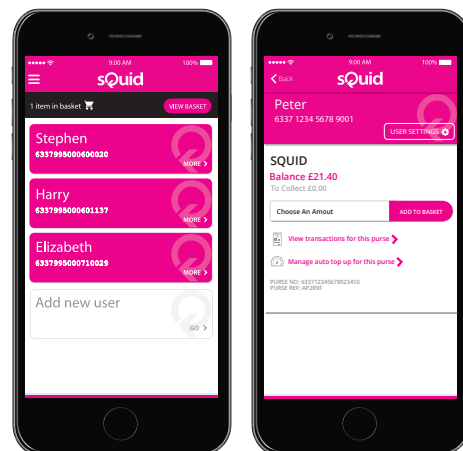 9:00 AM 100%
sQuid
1 item in basket VIEW BASKET
Stephen
6337995000600020
MORE >
Harry
6337995000601137
MORE >
Elizabeth
6337995000710029
MORE >
Add new user
GO >
9:00 AM 100%
< Back sQuid
Peter
6337 1234 5678 9001
USER SETTINGS
SQUID
Balance £21.40
To Collect £0.00
Choose An Amout ADD TO BASKET
View transactions for this purse >
Manage auto top up for this purse >
PURSE NO: 633712345678923410
PURSE REF: AP2R9F